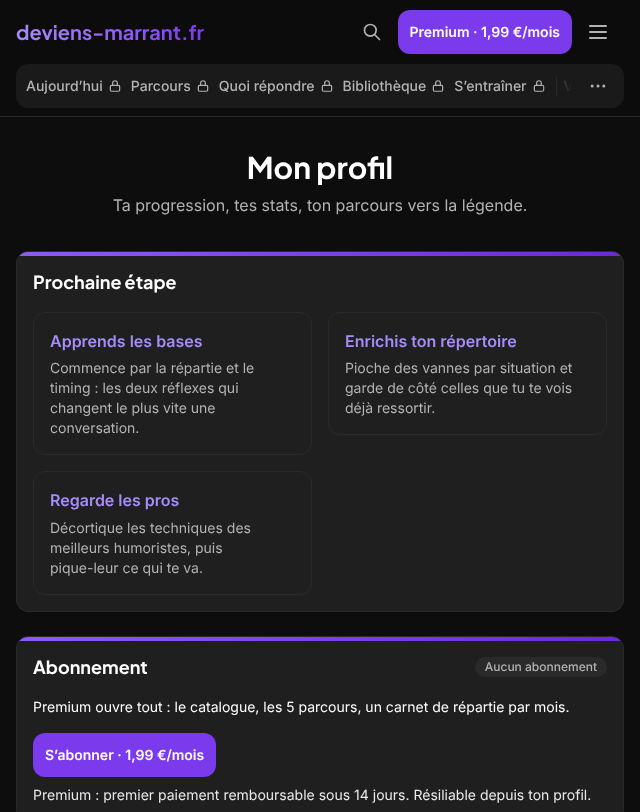 deviens-marrant.fr
Premium · 1,99 €/mois
Aujourd’hui Parcours Quoi répondre Bibliothèque S’entraîner
Mon profil
Ta progression, tes stats, ton parcours vers la légende.
Prochaine étape
Apprends les bases
Commence par la répartie et le
timing : les deux réflexes qui
changent le plus vite une
conversation.
Enrichis ton répertoire
Pioche des vannes par situation et
garde de côté celles que tu te vois
déjà ressortir.
Regarde les pros
Décortique les techniques des
meilleurs humoristes, puis
pique-leur ce qui te va.
Abonnement
Aucun abonnement
Premium ouvre tout : le catalogue, les 5 parcours, un carnet de répartie par mois.
S’abonner · 1,99 €/mois
Premium : premier paiement remboursable sous 14 jours. Résiliable depuis ton profil.